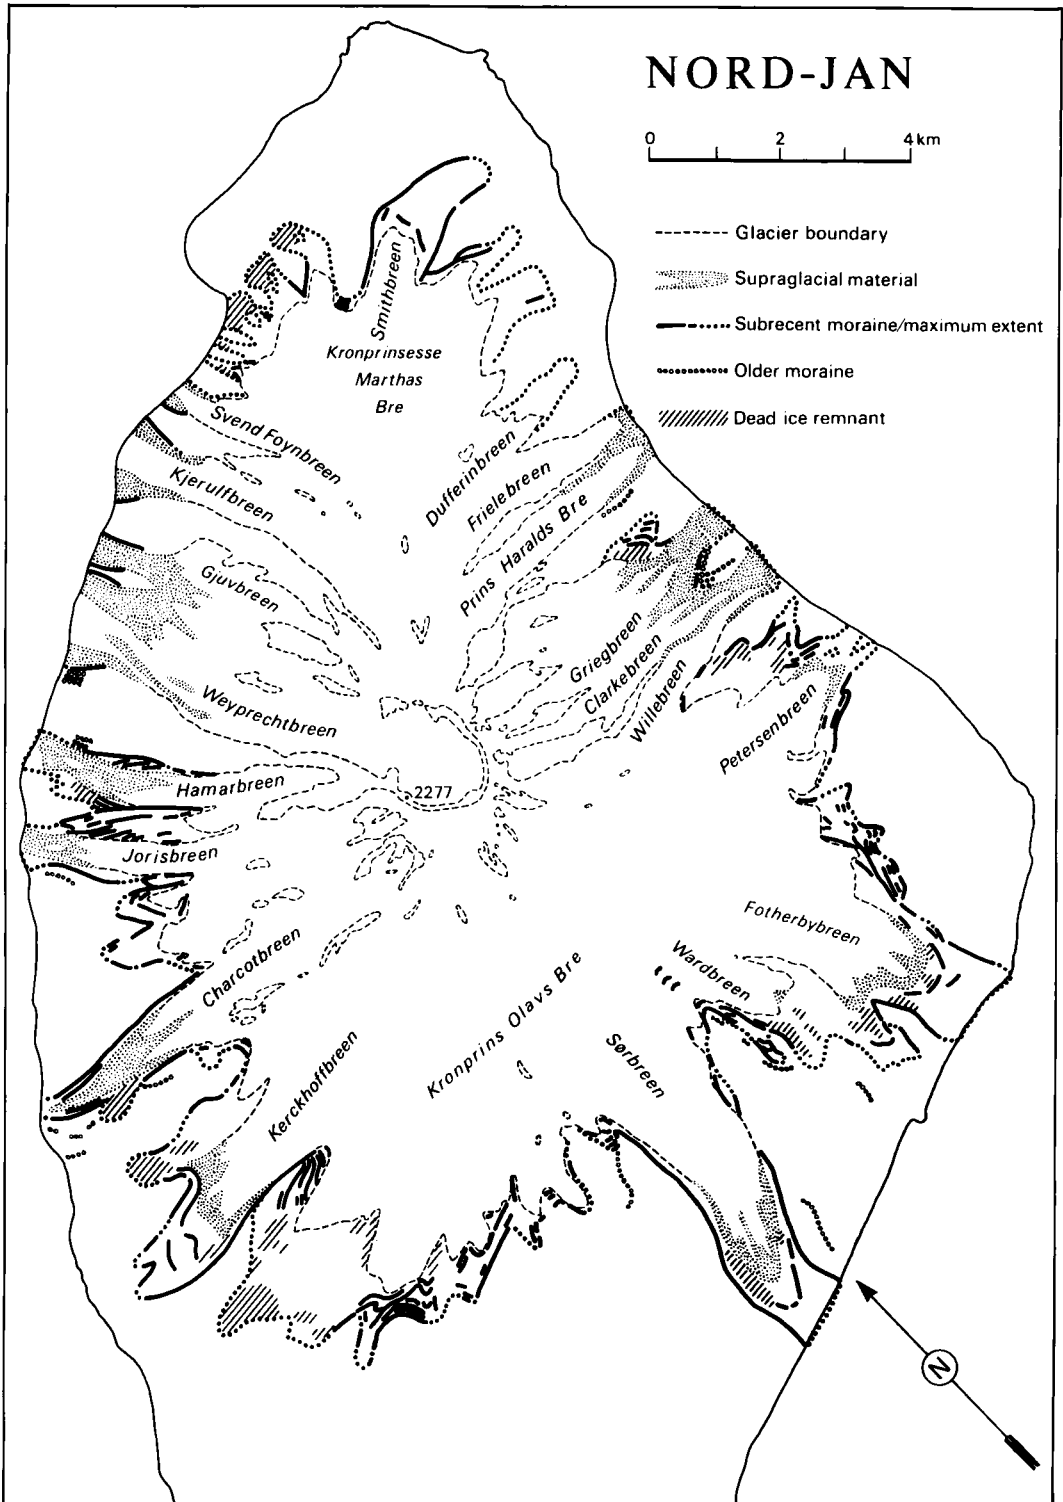 NORD-JAN
0 2 4 km
Glacier boundary
Supraglacial material
Subrecent moraine/maximum extent
Older moraine
Dead ice remnant
Smithbreen
Kronprinsesse
Marthas
Bre
Svend Foynbreen
Kjerulfbreen
Gjuvbreen
Weyprechtbreen
Hamarbreen
Jorisbreen
Charcotbreen
Kerckhoffbreen
Kronprins Olavs Bre
Sørbreen
Wardbreen
Fotherbybreen
Petersenbreen
Willebreen
Clarkebreen
Griegbreen
Prins Haralds Bre
Frielebreen
Dufferinbreen
2277
N